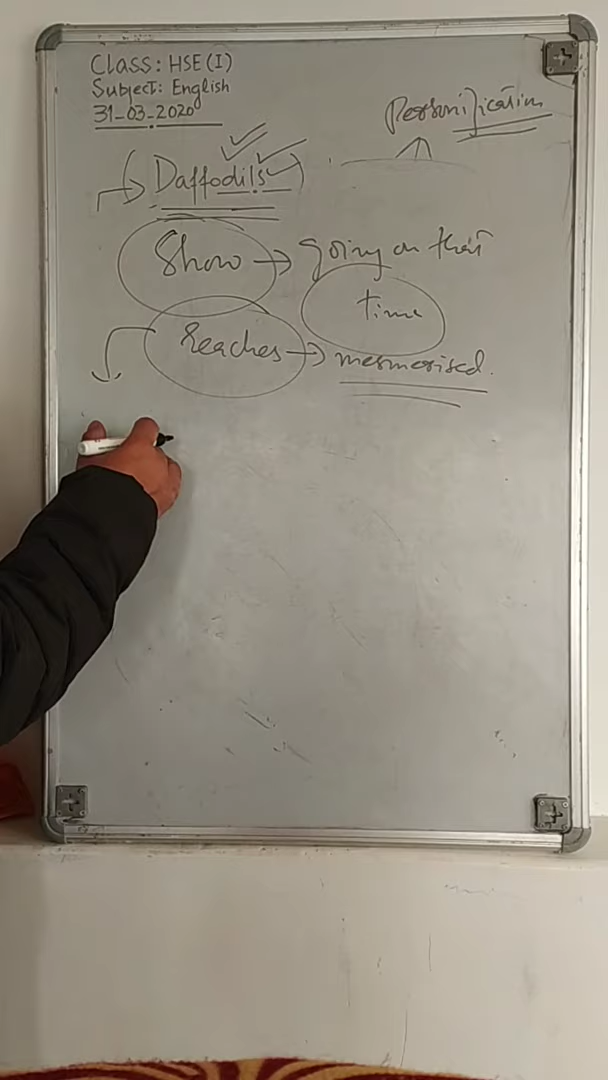 Class: HSE(I)
Subject: English
31-03-2020
Personification
Daffodils
Show → going on that
time
Reaches → mesmerised.